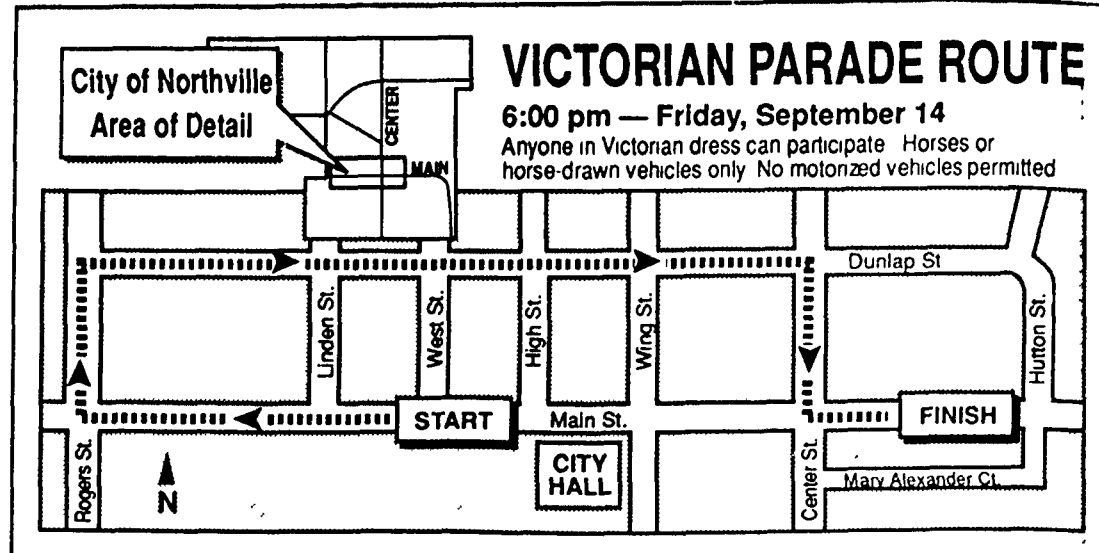 VICTORIAN PARADE ROUTE
6:00 pm — Friday, September 14
Anyone in Victorian dress can participate Horses or
horse-drawn vehicles only No motorized vehicles permitted
City of Northville
Area of Detail
CENTER
MAIN
Dunlap St
Linden St.
West St.
High St.
Wing St.
Hutton St.
START
Main St.
FINISH
Rogers St.
N
CITY
HALL
Center St.
Mary Alexander Ct.